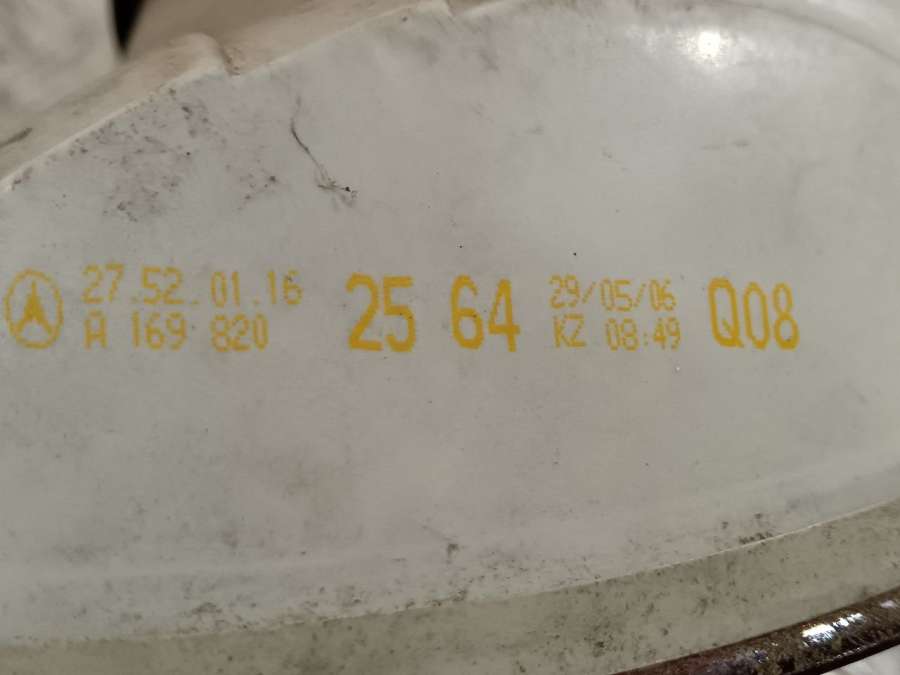 27.52.01.16
A 169 820 25 64
29/05/06
KZ 08:49 Q08